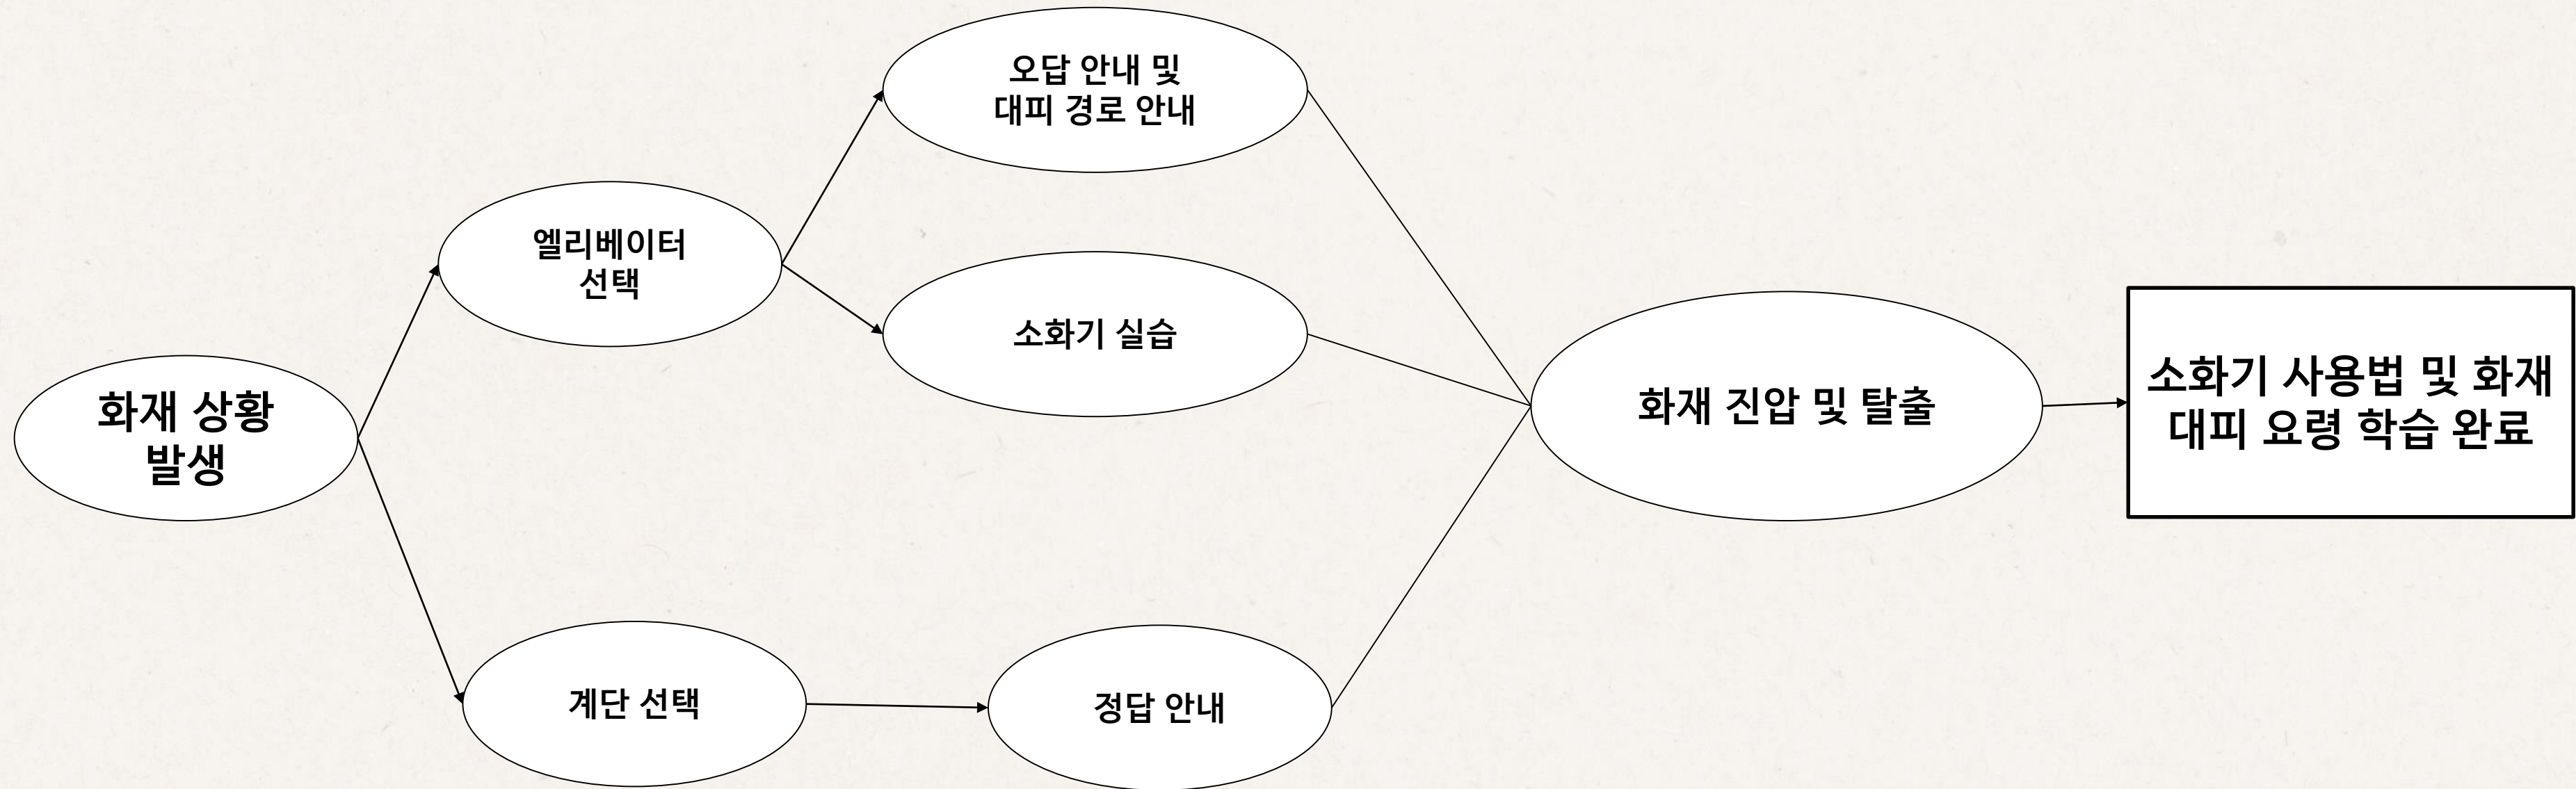 오답 안내 및
대피 경로 안내
엘리베이터
선택
소화기 실습
화재 상황
발생
화재 진압 및 탈출
소화기 사용법 및 화재
대피 요령 학습 완료
계단 선택
정답 안내